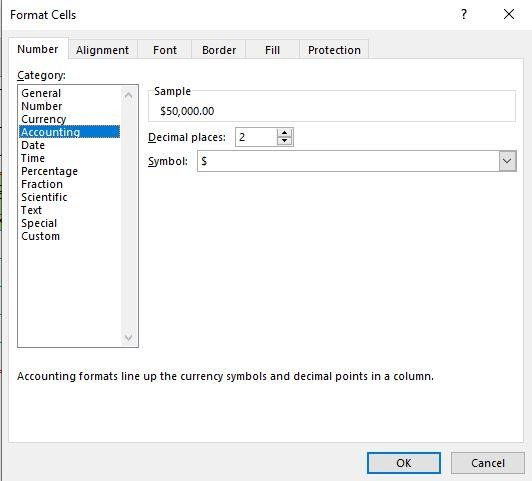 Format Cells
? ×
Number Alignment Font Border Fill Protection
Category:
General
Number
Currency
Accounting
Date
Time
Percentage
Fraction
Scientific
Text
Special
Custom
Sample
$50,000.00
Decimal places: 2
Symbol: $
Accounting formats line up the currency symbols and decimal points in a column.
OK Cancel